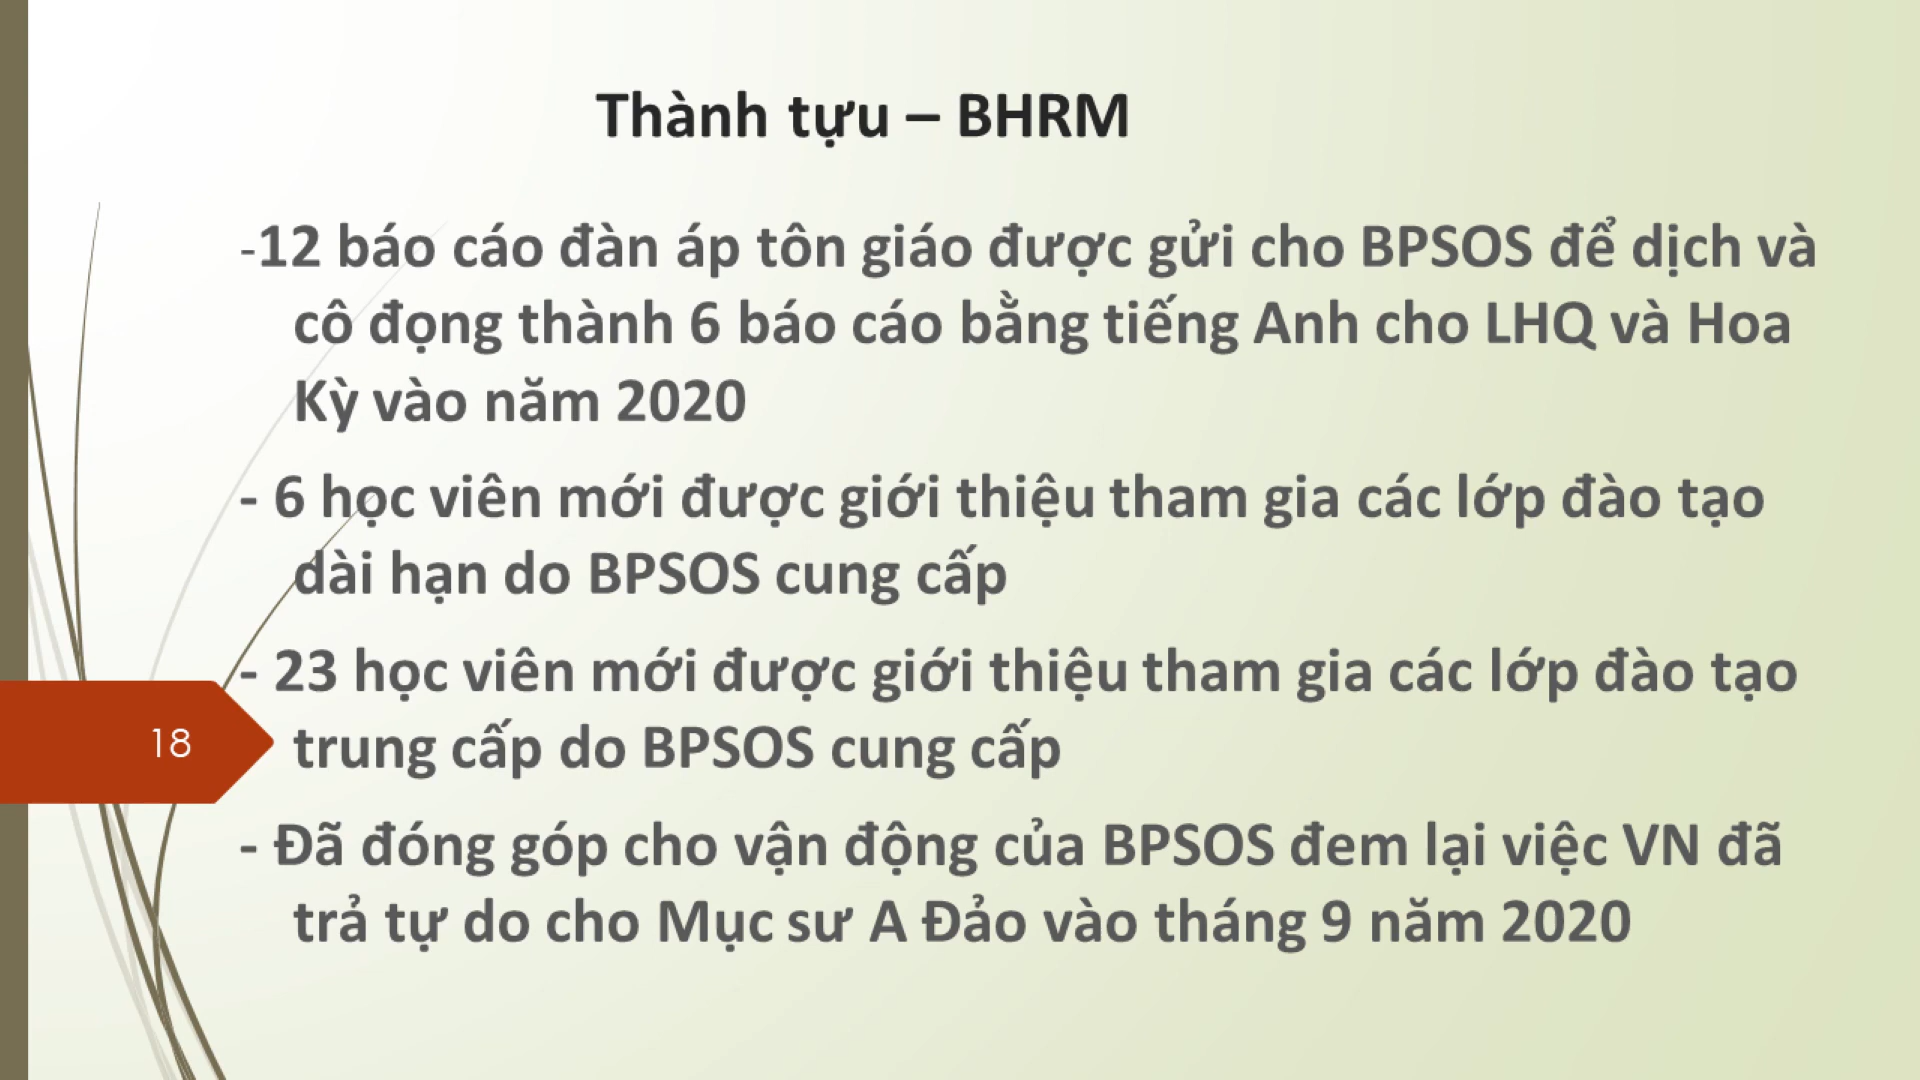 Thành tựu – BHRM
-12 báo cáo đàn áp tôn giáo được gửi cho BPSOS để dịch và
cô đọng thành 6 báo cáo bằng tiếng Anh cho LHQ và Hoa
Kỳ vào năm 2020
- 6 học viên mới được giới thiệu tham gia các lớp đào tạo
dài hạn do BPSOS cung cấp
- 23 học viên mới được giới thiệu tham gia các lớp đào tạo
trung cấp do BPSOS cung cấp
18
- Đã đóng góp cho vận động của BPSOS đem lại việc VN đã
trả tự do cho Mục sư A Đảo vào tháng 9 năm 2020